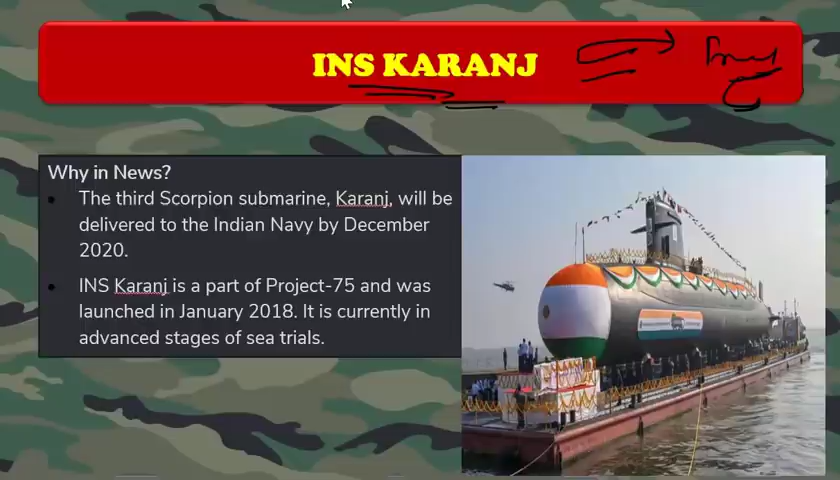 INS KARANJ
Why in News?
The third Scorpion submarine, Karanj, will be
delivered to the Indian Navy by December
2020.
INS Karanj is a part of Project-75 and was
launched in January 2018. It is currently in
advanced stages of sea trials.